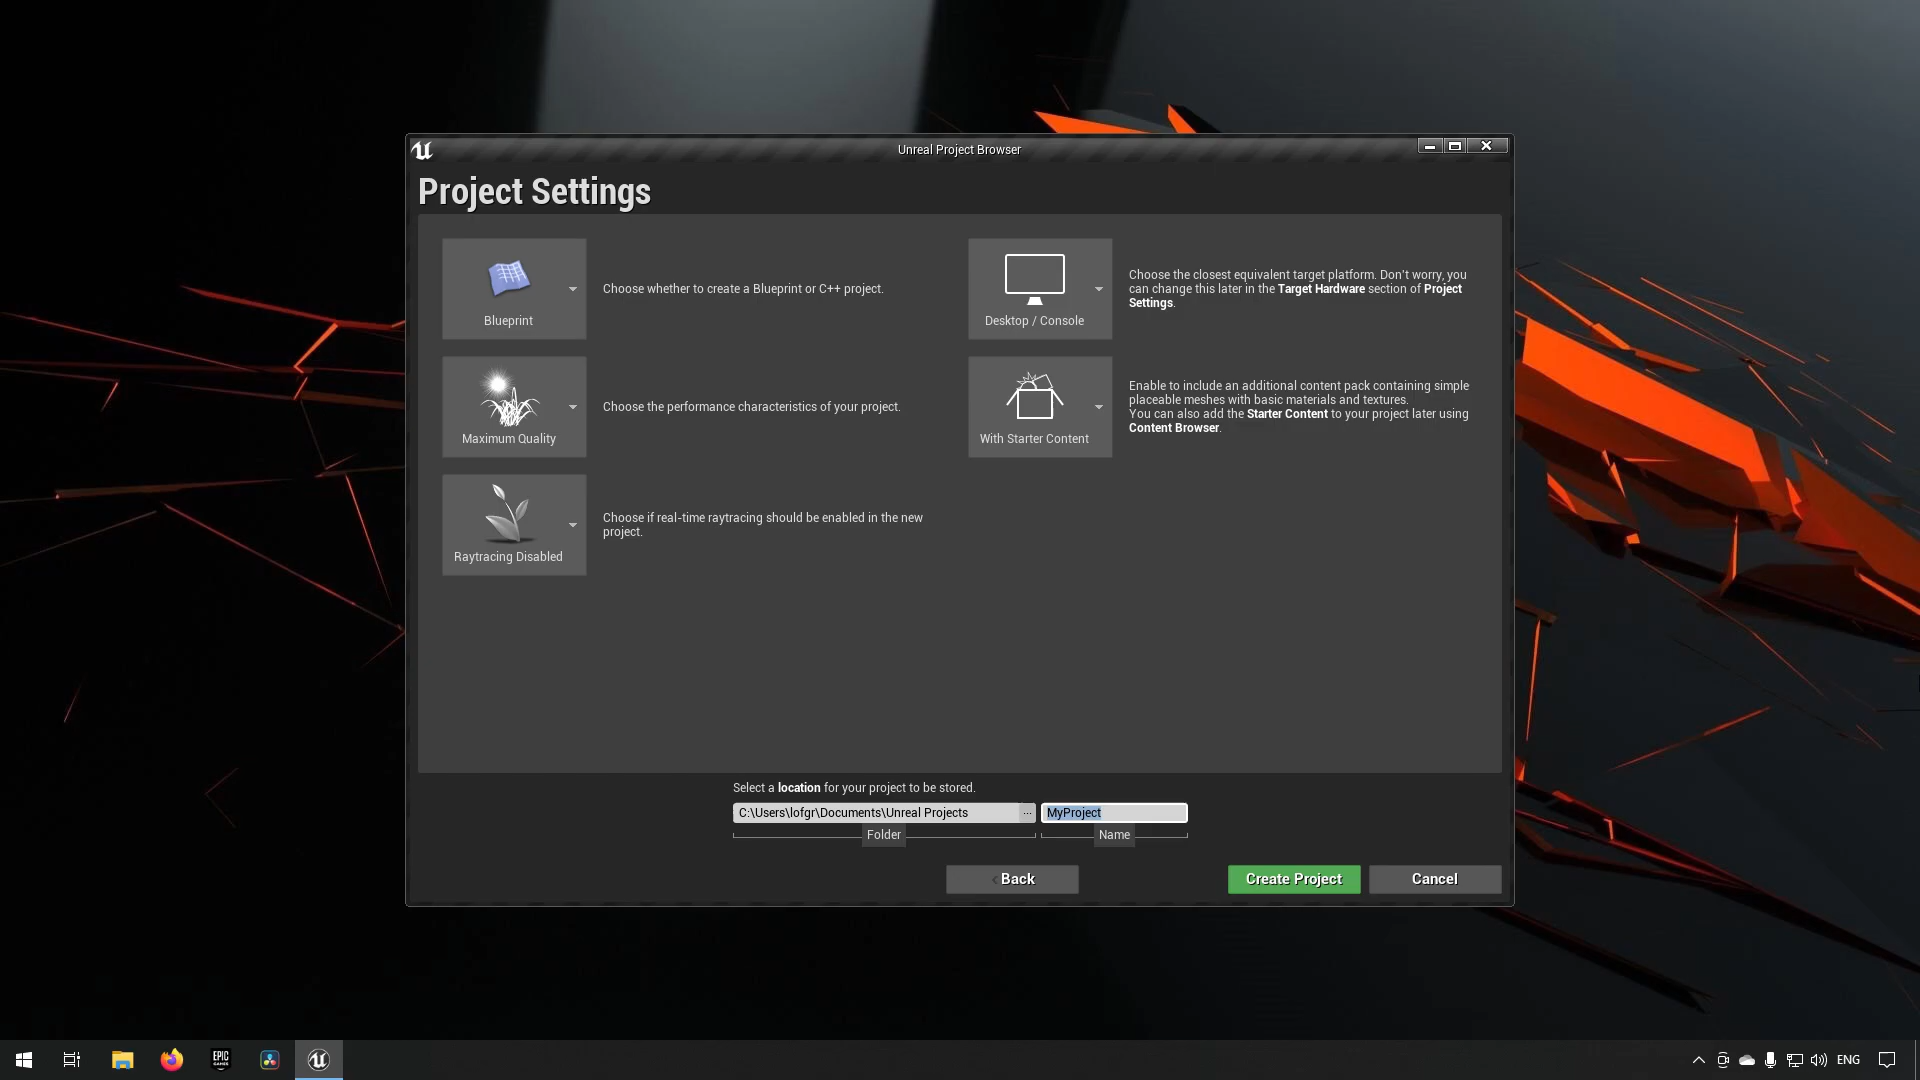 Unreal Project Browser
Project Settings
Blueprint
Choose whether to create a Blueprint or C++ project.
Desktop / Console
Choose the closest equivalent target platform. Don't worry, you
can change this later in the Target Hardware section of Project
Settings.
Maximum Quality
Choose the performance characteristics of your project.
With Starter Content
Enable to include an additional content pack containing simple
placeable meshes with basic materials and textures.
You can also add the Starter Content to your project later using
Content Browser.
Raytracing Disabled
Choose if real-time raytracing should be enabled in the new
project.
Select a location for your project to be stored.
C:\Users\lofgr\Documents\Unreal Projects
...
MyProject
Folder
Name
Back
Create Project
Cancel
EPIC
GAMES
ENG